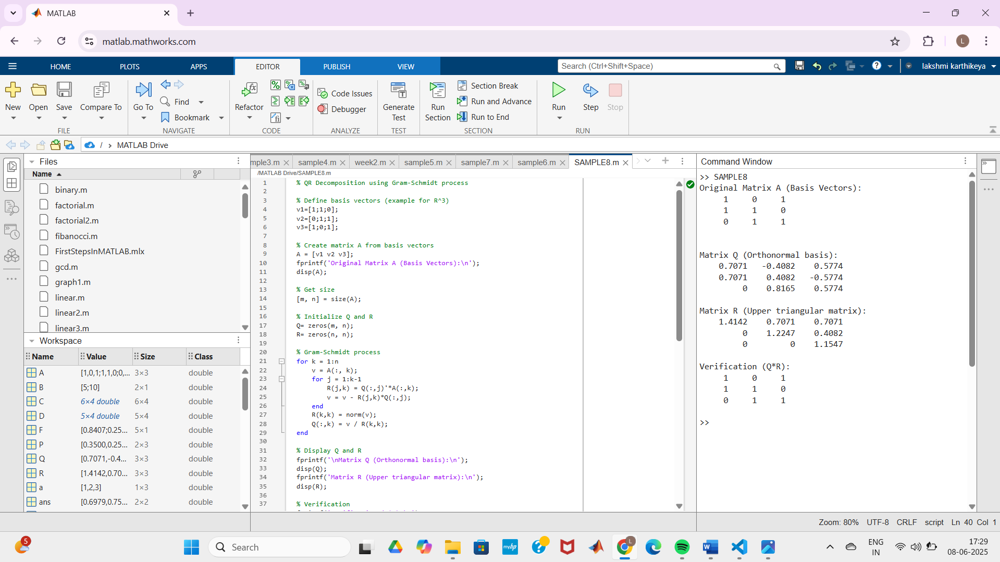 MATLAB
matlab.mathworks.com
L
HOME
PLOTS
APPS
EDITOR
PUBLISH
VIEW
Search (Ctrl+Shift+Space)
lakshmi karthikeya
New
Open
Save
Compare To
FILE
Go To
Find
Bookmark
NAVIGATE
Refactor
CODE
Code Issues
Debugger
ANALYZE
Generate
Test
TEST
Run
Section
Section Break
Run and Advance
Run to End
SECTION
Run
Step
Stop
RUN
/ › MATLAB Drive
Files
Name
binary.m
factorial.m
factorial2.m
fibanocci.m
FirstStepsInMATLAB.mlx
gcd.m
graph1.m
linear.m
linear2.m
linear3.m
Workspace
Name Value Size Class
A [1,0,1;1,1,0;0,... 3×3 double
B [5;10] 2×1 double
C 6×4 double 6×4 double
D 5×4 double 5×4 double
F [0.8407;0.25... 5×1 double
P [0.3500,0.25... 2×3 double
Q [0.7071,-0.4... 3×3 double
R [1.4142,0.70... 3×3 double
a [1,2,3] 1×3 double
ans [0.6979,0.75... 2×2 double
mple3.m
sample4.m
week2.m
sample5.m
sample7.m
sample6.m
SAMPLE8.m
/MATLAB Drive/SAMPLE8.m
1 % QR Decomposition using Gram-Schmidt process
2
3 % Define basis vectors (example for R^3)
4 v1=[1;1;0];
5 v2=[0;1;1];
6 v3=[1;0;1];
7
8 % Create matrix A from basis vectors
9 A = [v1 v2 v3];
10 fprintf('Original Matrix A (Basis Vectors):\n');
11 disp(A);
12
13 % Get size
14 [m, n] = size(A);
15
16 % Initialize Q and R
17 Q= zeros(m, n);
18 R= zeros(n, n);
19
20 % Gram-Schmidt process
21 for k = 1:n
22 v = A(:, k);
23 for j = 1:k-1
24 R(j,k) = Q(:,j)'*A(:,k);
25 v = v - R(j,k)*Q(:,j);
26 end
27 R(k,k) = norm(v);
28 Q(:,k) = v / R(k,k);
29 end
30
31 % Display Q and R
32 fprintf('\nMatrix Q (Orthonormal basis):\n');
33 disp(Q);
34 fprintf('Matrix R (Upper triangular matrix):\n');
35 disp(R);
36
37 % Verification
Command Window
>> SAMPLE8
Original Matrix A (Basis Vectors):
1 0 1
1 1 0
0 1 1
Matrix Q (Orthonormal basis):
0.7071 -0.4082 0.5774
0.7071 0.4082 -0.5774
0 0.8165 0.5774
Matrix R (Upper triangular matrix):
1.4142 0.7071 0.7071
0 1.2247 0.4082
0 0 1.1547
Verification (Q*R):
1 0 1
1 1 0
0 1 1
>>
Zoom: 80% UTF-8 CRLF script Ln 40 Col 1
5
Search
myhp
L
ENG
IN
17:29
08-06-2025